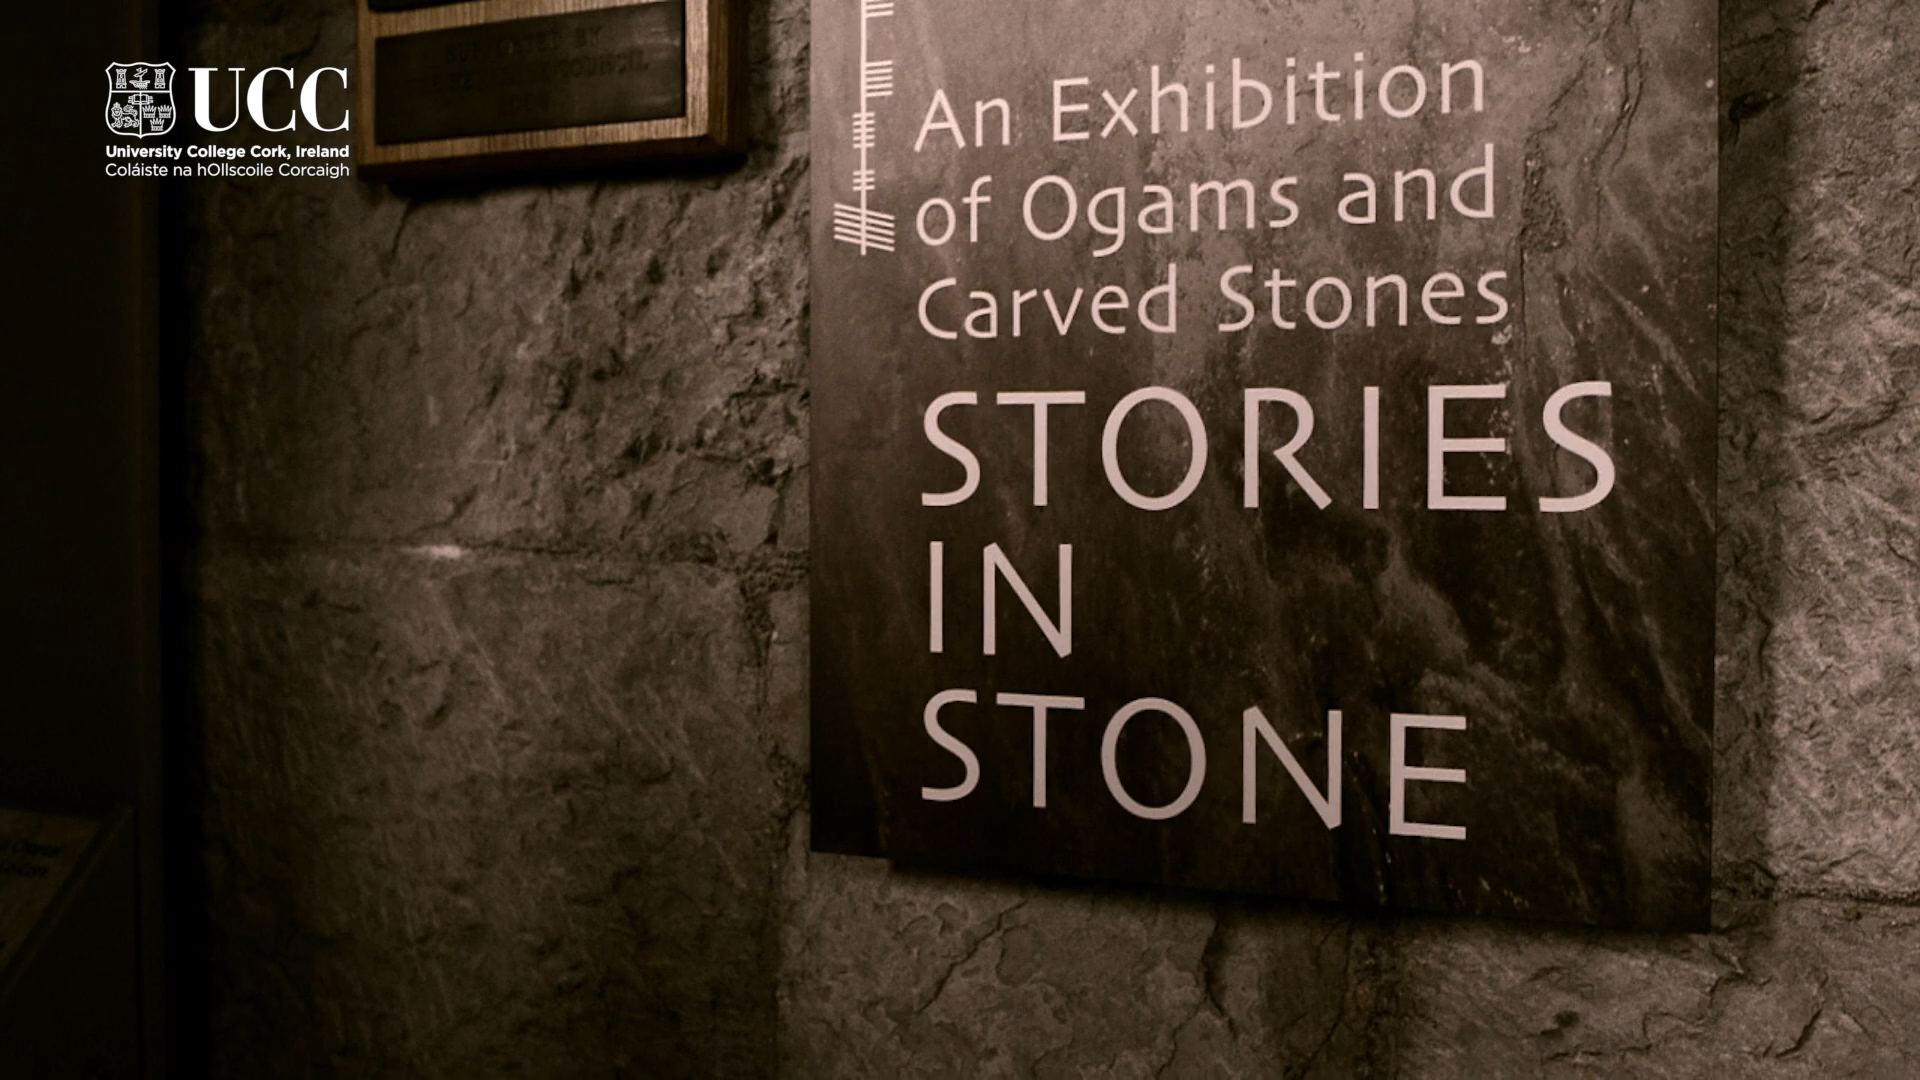 UCC
University College Cork, Ireland
Coláiste na hOllscoile Corcaigh
An Exhibition
of Ogams and
Carved Stones
STORIES
IN
STONE